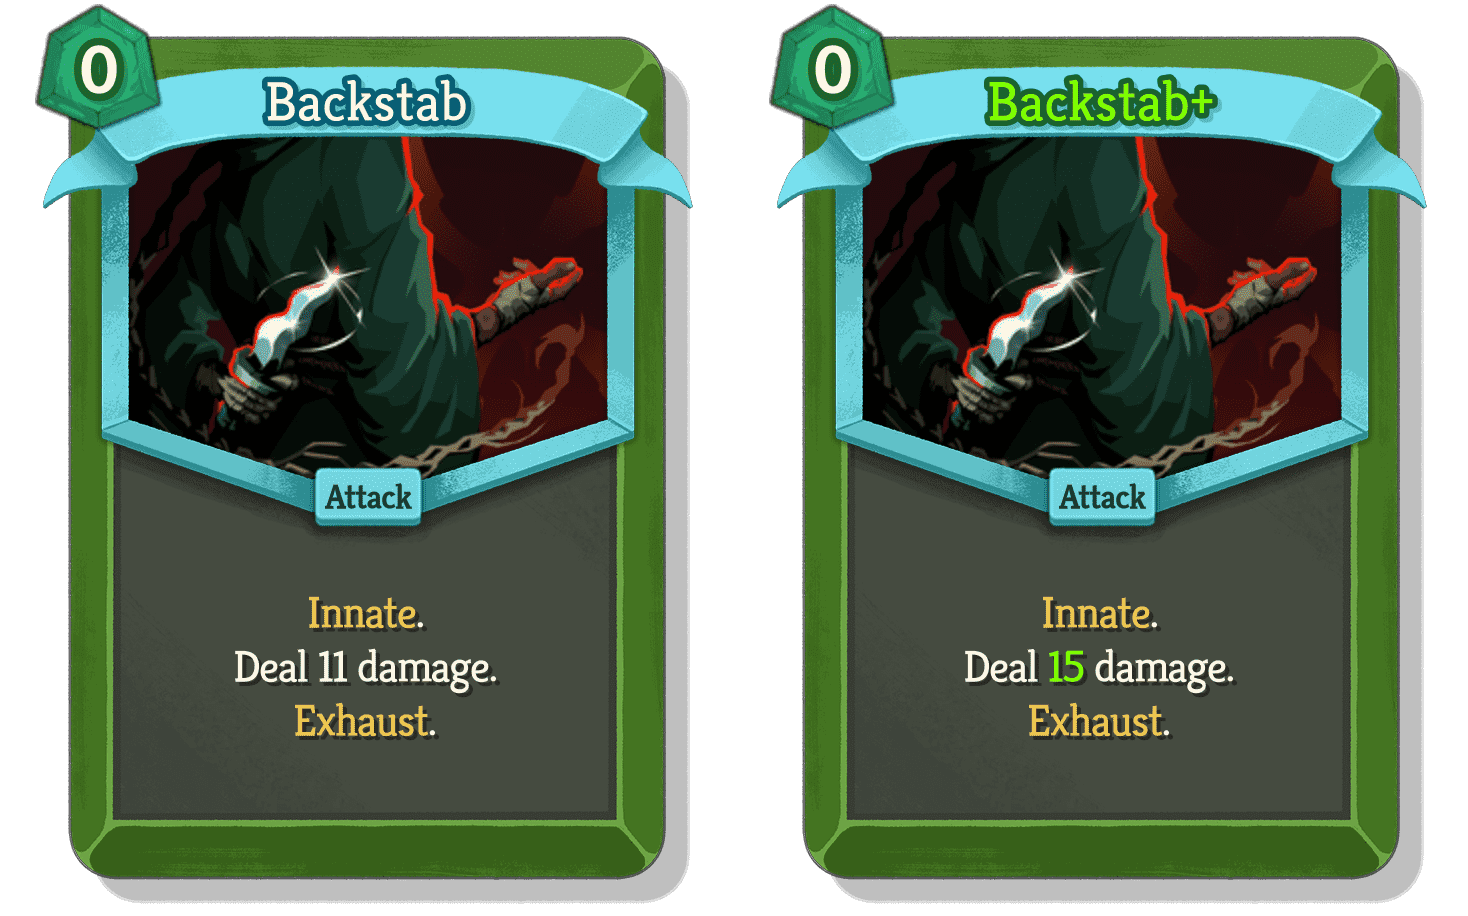 0
Backstab
Attack
Innate.
Deal 11 damage.
Exhaust.
0
Backstab+
Attack
Innate.
Deal 15 damage.
Exhaust.